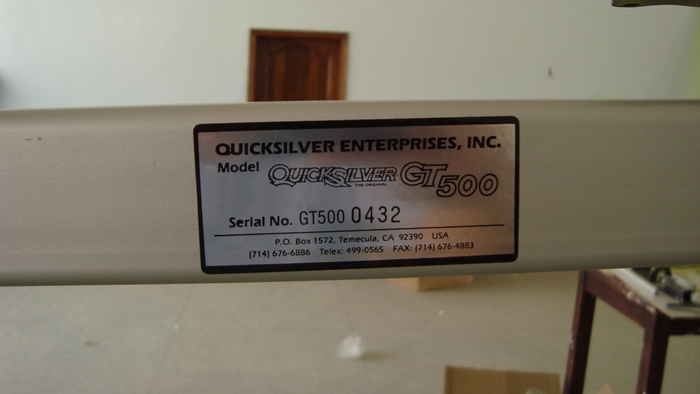 QUICKSILVER ENTERPRISES, INC.
Model QUICKSILVER GT500
THE ORIGINAL
Serial No. GT500 0432
P.O. Box 1572, Temecula, CA 92390 USA
(714) 676-6886 Telex: 499-0565 FAX: (714) 676-4883